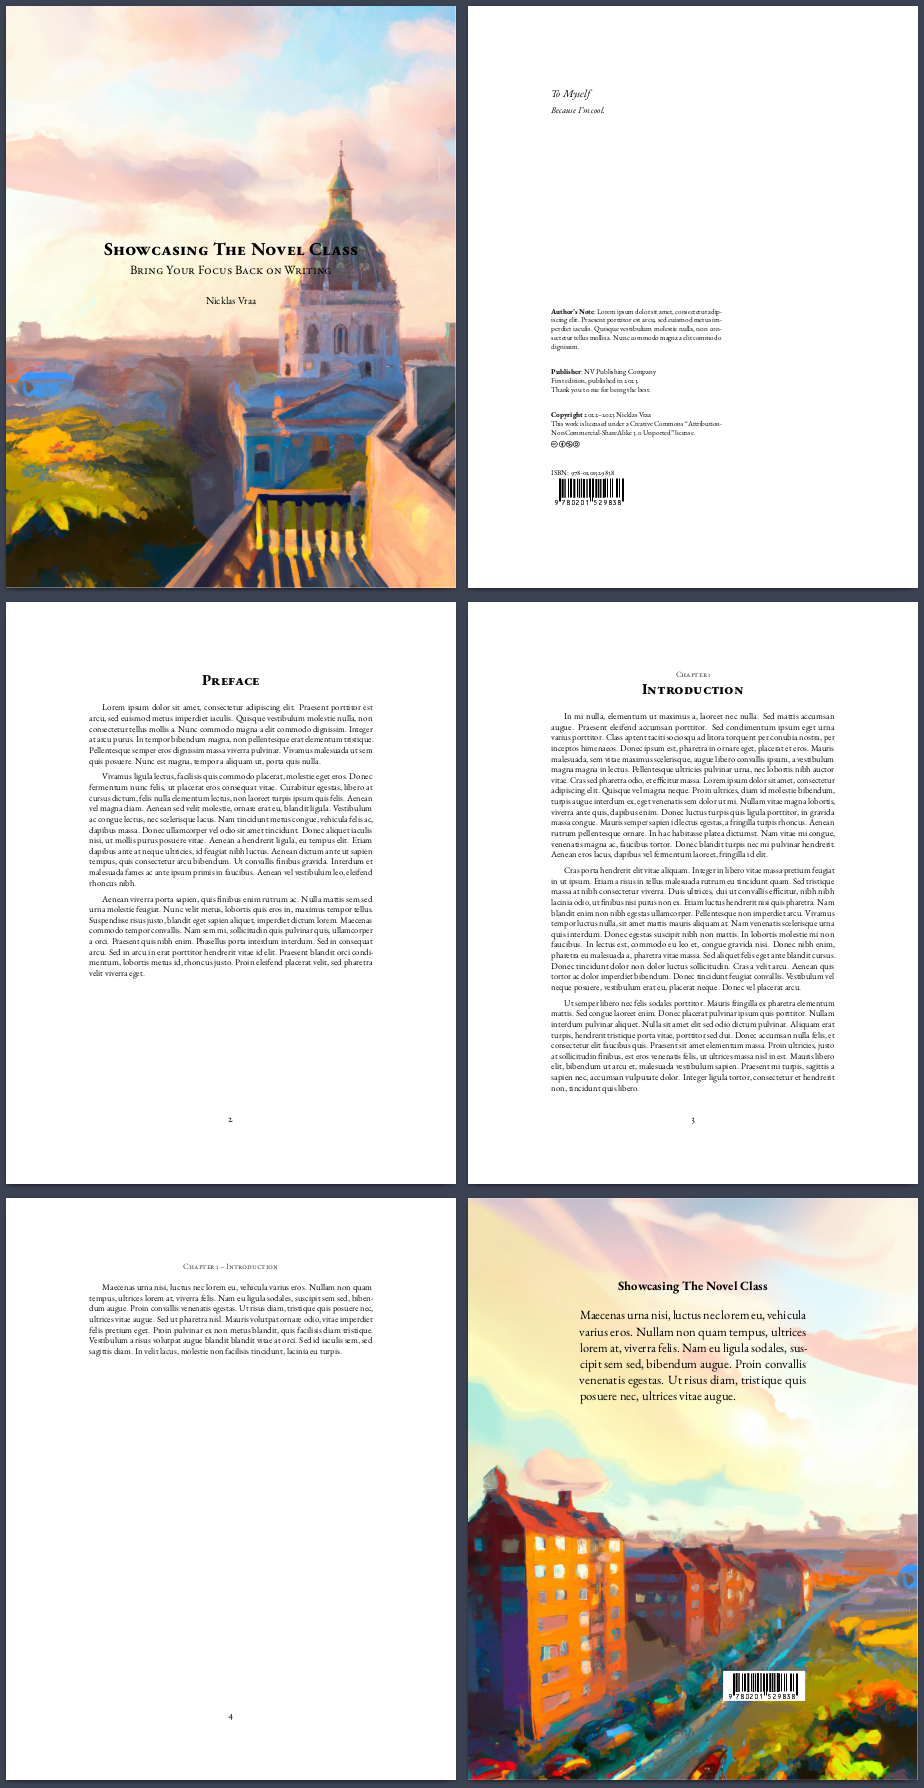 Showcasing The Novel Class
Bring Your Focus Back on Writing
Nicklas Vraa
To Myself
Because I'm cool.
Author's Note: Lorem ipsum dolor sit amet, consectetur adip-
iscing elit. Praesent porttitor est arcu, sed euismod metus im-
perdiet iaculis. Quisque vestibulum molestie nulla, non con-
sectetur tellus mollis a. Nunc commodo magna a elit commodo
dignissim.
Publisher: NV Publishing Company
First edition, published in 2023.
Thank you to me for being the best.
Copyright 2022–2023 Nicklas Vraa
This work is licensed under a Creative Commons "Attribution-
NonCommercial-ShareAlike 3.0 Unported" license.
ISBN: 978-0201529838
9 780201 529838
Preface
Lorem ipsum dolor sit amet, consectetur adipiscing elit. Praesent porttitor est
arcu, sed euismod metus imperdiet iaculis. Quisque vestibulum molestie nulla, non
consectetur tellus mollis a. Nunc commodo magna a elit commodo dignissim. Integer
at arcu purus. In tempor bibendum magna, non pellentesque erat elementum tristique.
Pellentesque semper eros dignissim massa viverra pulvinar. Vivamus malesuada ut sem
quis posuere. Nunc est magna, tempor a aliquam ut, porta quis nulla.
Vivamus ligula lectus, facilisis quis commodo placerat, molestie eget eros. Donec
fermentum nunc felis, ut placerat eros consequat vitae. Curabitur egestas, libero at
cursus dictum, felis nulla elementum lectus, non laoreet turpis ipsum quis felis. Aenean
vel magna diam. Aenean sed velit molestie, ornare erat eu, blandit ligula. Vestibulum
ac congue lectus, nec scelerisque lacus. Nam tincidunt metus congue, vehicula felis ac,
dapibus massa. Donec ullamcorper vel odio sit amet tincidunt. Donec aliquet iaculis
nisi, ut mollis purus posuere vitae. Aenean a hendrerit ligula, eu tempus elit. Etiam
dapibus ante at neque ultricies, id feugiat nibh luctus. Aenean dictum ante ut sapien
tempus, quis consectetur arcu bibendum. Ut convallis finibus gravida. Interdum et
malesuada fames ac ante ipsum primis in faucibus. Aenean vel vestibulum leo, eleifend
rhoncus nibh.
Aenean viverra porta sapien, quis finibus enim rutrum ac. Nulla mattis sem sed
urna molestie feugiat. Nunc velit metus, lobortis quis eros in, maximus tempor tellus.
Suspendisse risus justo, blandit eget sapien aliquet, imperdiet dictum lorem. Maecenas
commodo tempor convallis. Nam sem mi, sollicitudin quis pulvinar quis, ullamcorper
a orci. Praesent quis nibh enim. Phasellus porta interdum interdum. Sed in consequat
arcu. Sed in arcu in erat porttitor hendrerit vitae id elit. Praesent blandit orci condi-
mentum, lobortis metus id, rhoncus justo. Proin eleifend placerat velit, sed pharetra
velit viverra eget.
2
Chapter 1
Introduction
In mi nulla, elementum ut maximus a, laoreet nec nulla. Sed mattis accumsan
augue. Praesent eleifend accumsan porttitor. Sed condimentum ipsum eget urna
varius porttitor. Class aptent taciti sociosqu ad litora torquent per conubia nostra, per
inceptos himenaeos. Donec ipsum est, pharetra in ornare eget, placerat et eros. Mauris
malesuada, sem vitae maximus scelerisque, augue libero convallis ipsum, a vestibulum
magna magna in lectus. Pellentesque ultricies pulvinar urna, nec lobortis nibh auctor
vitae. Cras sed pharetra odio, et efficitur massa. Lorem ipsum dolor sit amet, consectetur
adipiscing elit. Quisque vel magna neque. Proin ultrices, diam id molestie bibendum,
turpis augue interdum ex, eget venenatis sem dolor ut mi. Nullam vitae magna lobortis,
viverra ante quis, dapibus enim. Donec luctus turpis quis ligula porttitor, in gravida
massa congue. Mauris semper sapien id lectus egestas, a fringilla turpis rhoncus. Aenean
rutrum pellentesque ornare. In hac habitasse platea dictumst. Nam vitae mi congue,
venenatis magna ac, faucibus tortor. Donec blandit turpis nec mi pulvinar hendrerit.
Aenean eros lacus, dapibus vel fermentum laoreet, fringilla id elit.
Cras porta hendrerit elit vitae aliquam. Integer in libero vitae massa pretium feugiat
in ut ipsum. Etiam a risus in tellus malesuada rutrum eu tincidunt quam. Sed tristique
massa at nibh consectetur viverra. Duis ultrices, dui ut convallis efficitur, nibh nibh
lacinia odio, ut finibus nisi purus non ex. Etiam luctus hendrerit nisi quis pharetra. Nam
blandit enim non nibh egestas ullamcorper. Pellentesque non imperdiet arcu. Vivamus
tempor luctus nulla, sit amet mattis mauris aliquam at. Nam venenatis scelerisque urna
quis interdum. Donec egestas suscipit nibh non mattis. In lobortis molestie mi non
faucibus. In lectus est, commodo eu leo et, congue gravida nisi. Donec nibh enim,
pharetra eu malesuada a, pharetra vitae massa. Sed aliquet felis eget ante blandit cursus.
Donec tincidunt dolor non dolor luctus sollicitudin. Cras a velit arcu. Aenean quis
tortor ac dolor imperdiet bibendum. Donec tincidunt feugiat convallis. Vestibulum vel
neque posuere, vestibulum erat eu, placerat neque. Donec vel placerat arcu.
Ut semper libero nec felis sodales porttitor. Mauris fringilla ex pharetra elementum
mattis. Sed congue laoreet enim. Donec placerat pulvinar ipsum quis porttitor. Nullam
interdum pulvinar aliquet. Nulla sit amet elit sed odio dictum pulvinar. Aliquam erat
turpis, hendrerit tristique porta vitae, porttitor sed dui. Donec accumsan nulla felis, et
consectetur elit faucibus quis. Praesent sit amet elementum massa. Proin ultricies, justo
at sollicitudin finibus, est eros venenatis felis, ut ultrices massa nisl in est. Mauris libero
elit, bibendum ut arcu et, malesuada vestibulum sapien. Praesent mi turpis, sagittis a
sapien nec, accumsan vulputate dolor. Integer ligula tortor, consectetur et hendrerit
non, tincidunt quis libero.
3
Chapter 1 – Introduction
Maecenas urna nisi, luctus nec lorem eu, vehicula varius eros. Nullam non quam
tempus, ultrices lorem at, viverra felis. Nam eu ligula sodales, suscipit sem sed, biben-
dum augue. Proin convallis venenatis egestas. Ut risus diam, tristique quis posuere nec,
ultrices vitae augue. Sed ut pharetra nisl. Mauris volutpat ornare odio, vitae imperdiet
felis pretium eget. Proin pulvinar ex non metus blandit, quis facilisis diam tristique.
Vestibulum a risus volutpat augue blandit blandit vitae at orci. Sed id iaculis sem, sed
sagittis diam. In velit lacus, molestie non facilisis tincidunt, lacinia eu turpis.
4
Showcasing The Novel Class
Maecenas urna nisi, luctus nec lorem eu, vehicula
varius eros. Nullam non quam tempus, ultrices
lorem at, viverra felis. Nam eu ligula sodales, sus-
cipit sem sed, bibendum augue. Proin convallis
venenatis egestas. Ut risus diam, tristique quis
posuere nec, ultrices vitae augue.
9 780201 529838